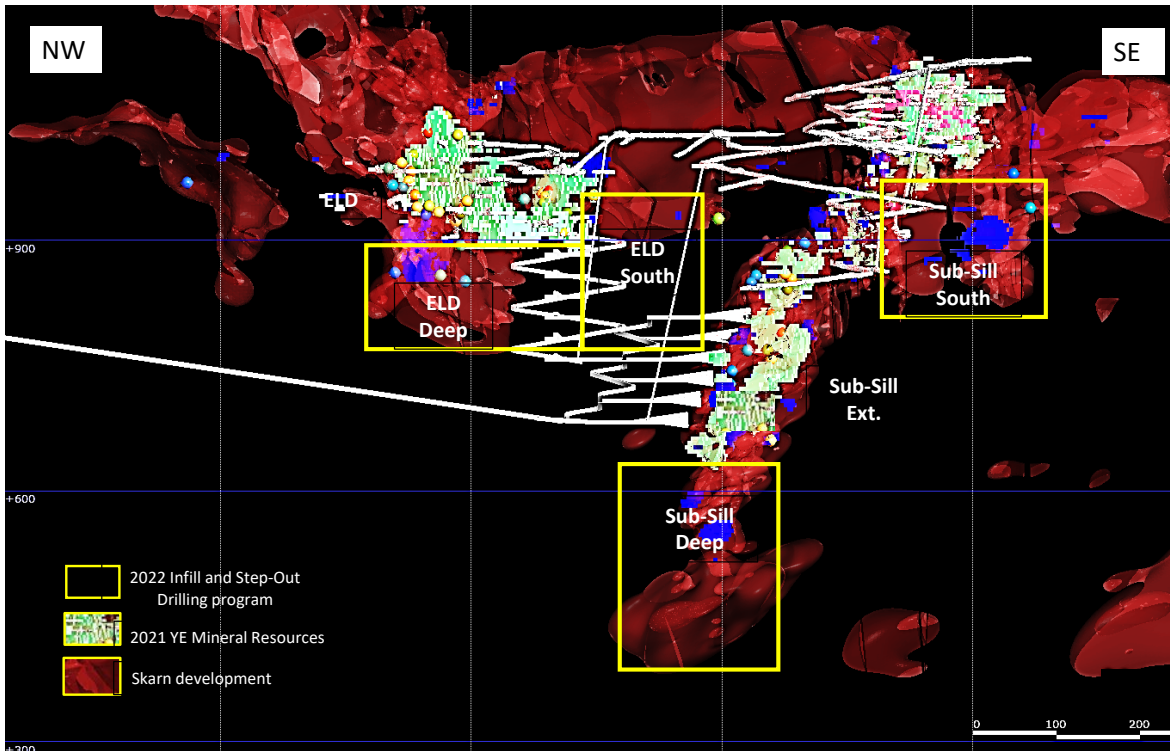 NW
SE
ELD
+900
ELD
South
Sub-Sill
South
ELD
Deep
Sub-Sill
Ext.
+600
Sub-Sill
Deep
2022 Infill and Step-Out
Drilling program
2021 YE Mineral Resources
Skarn development
0 100 200
+300